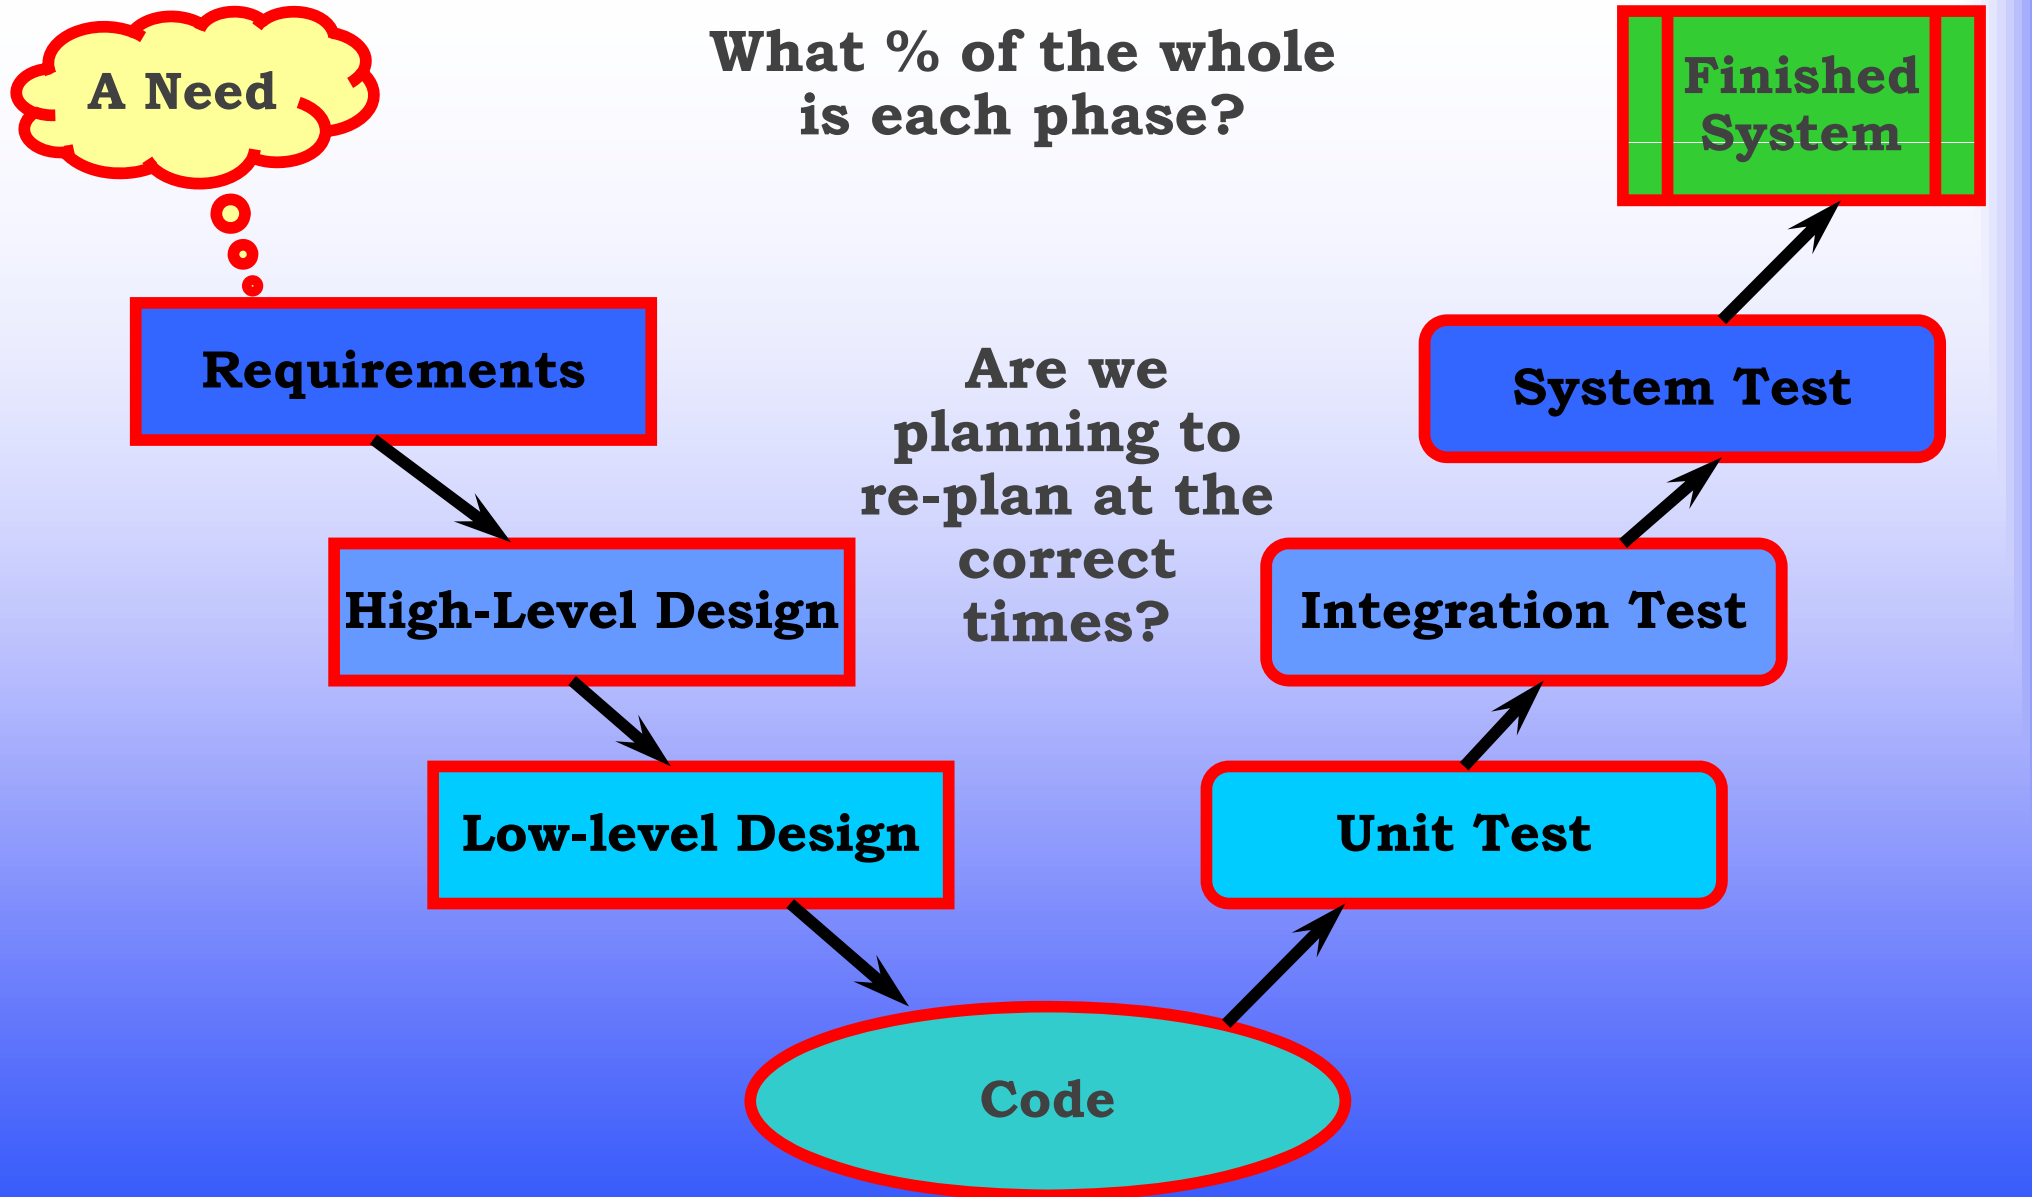 A Need
What % of the whole
is each phase?
Finished
System
Requirements
Are we
planning to
re-plan at the
correct
times?
System Test
High-Level Design
Integration Test
Low-level Design
Unit Test
Code